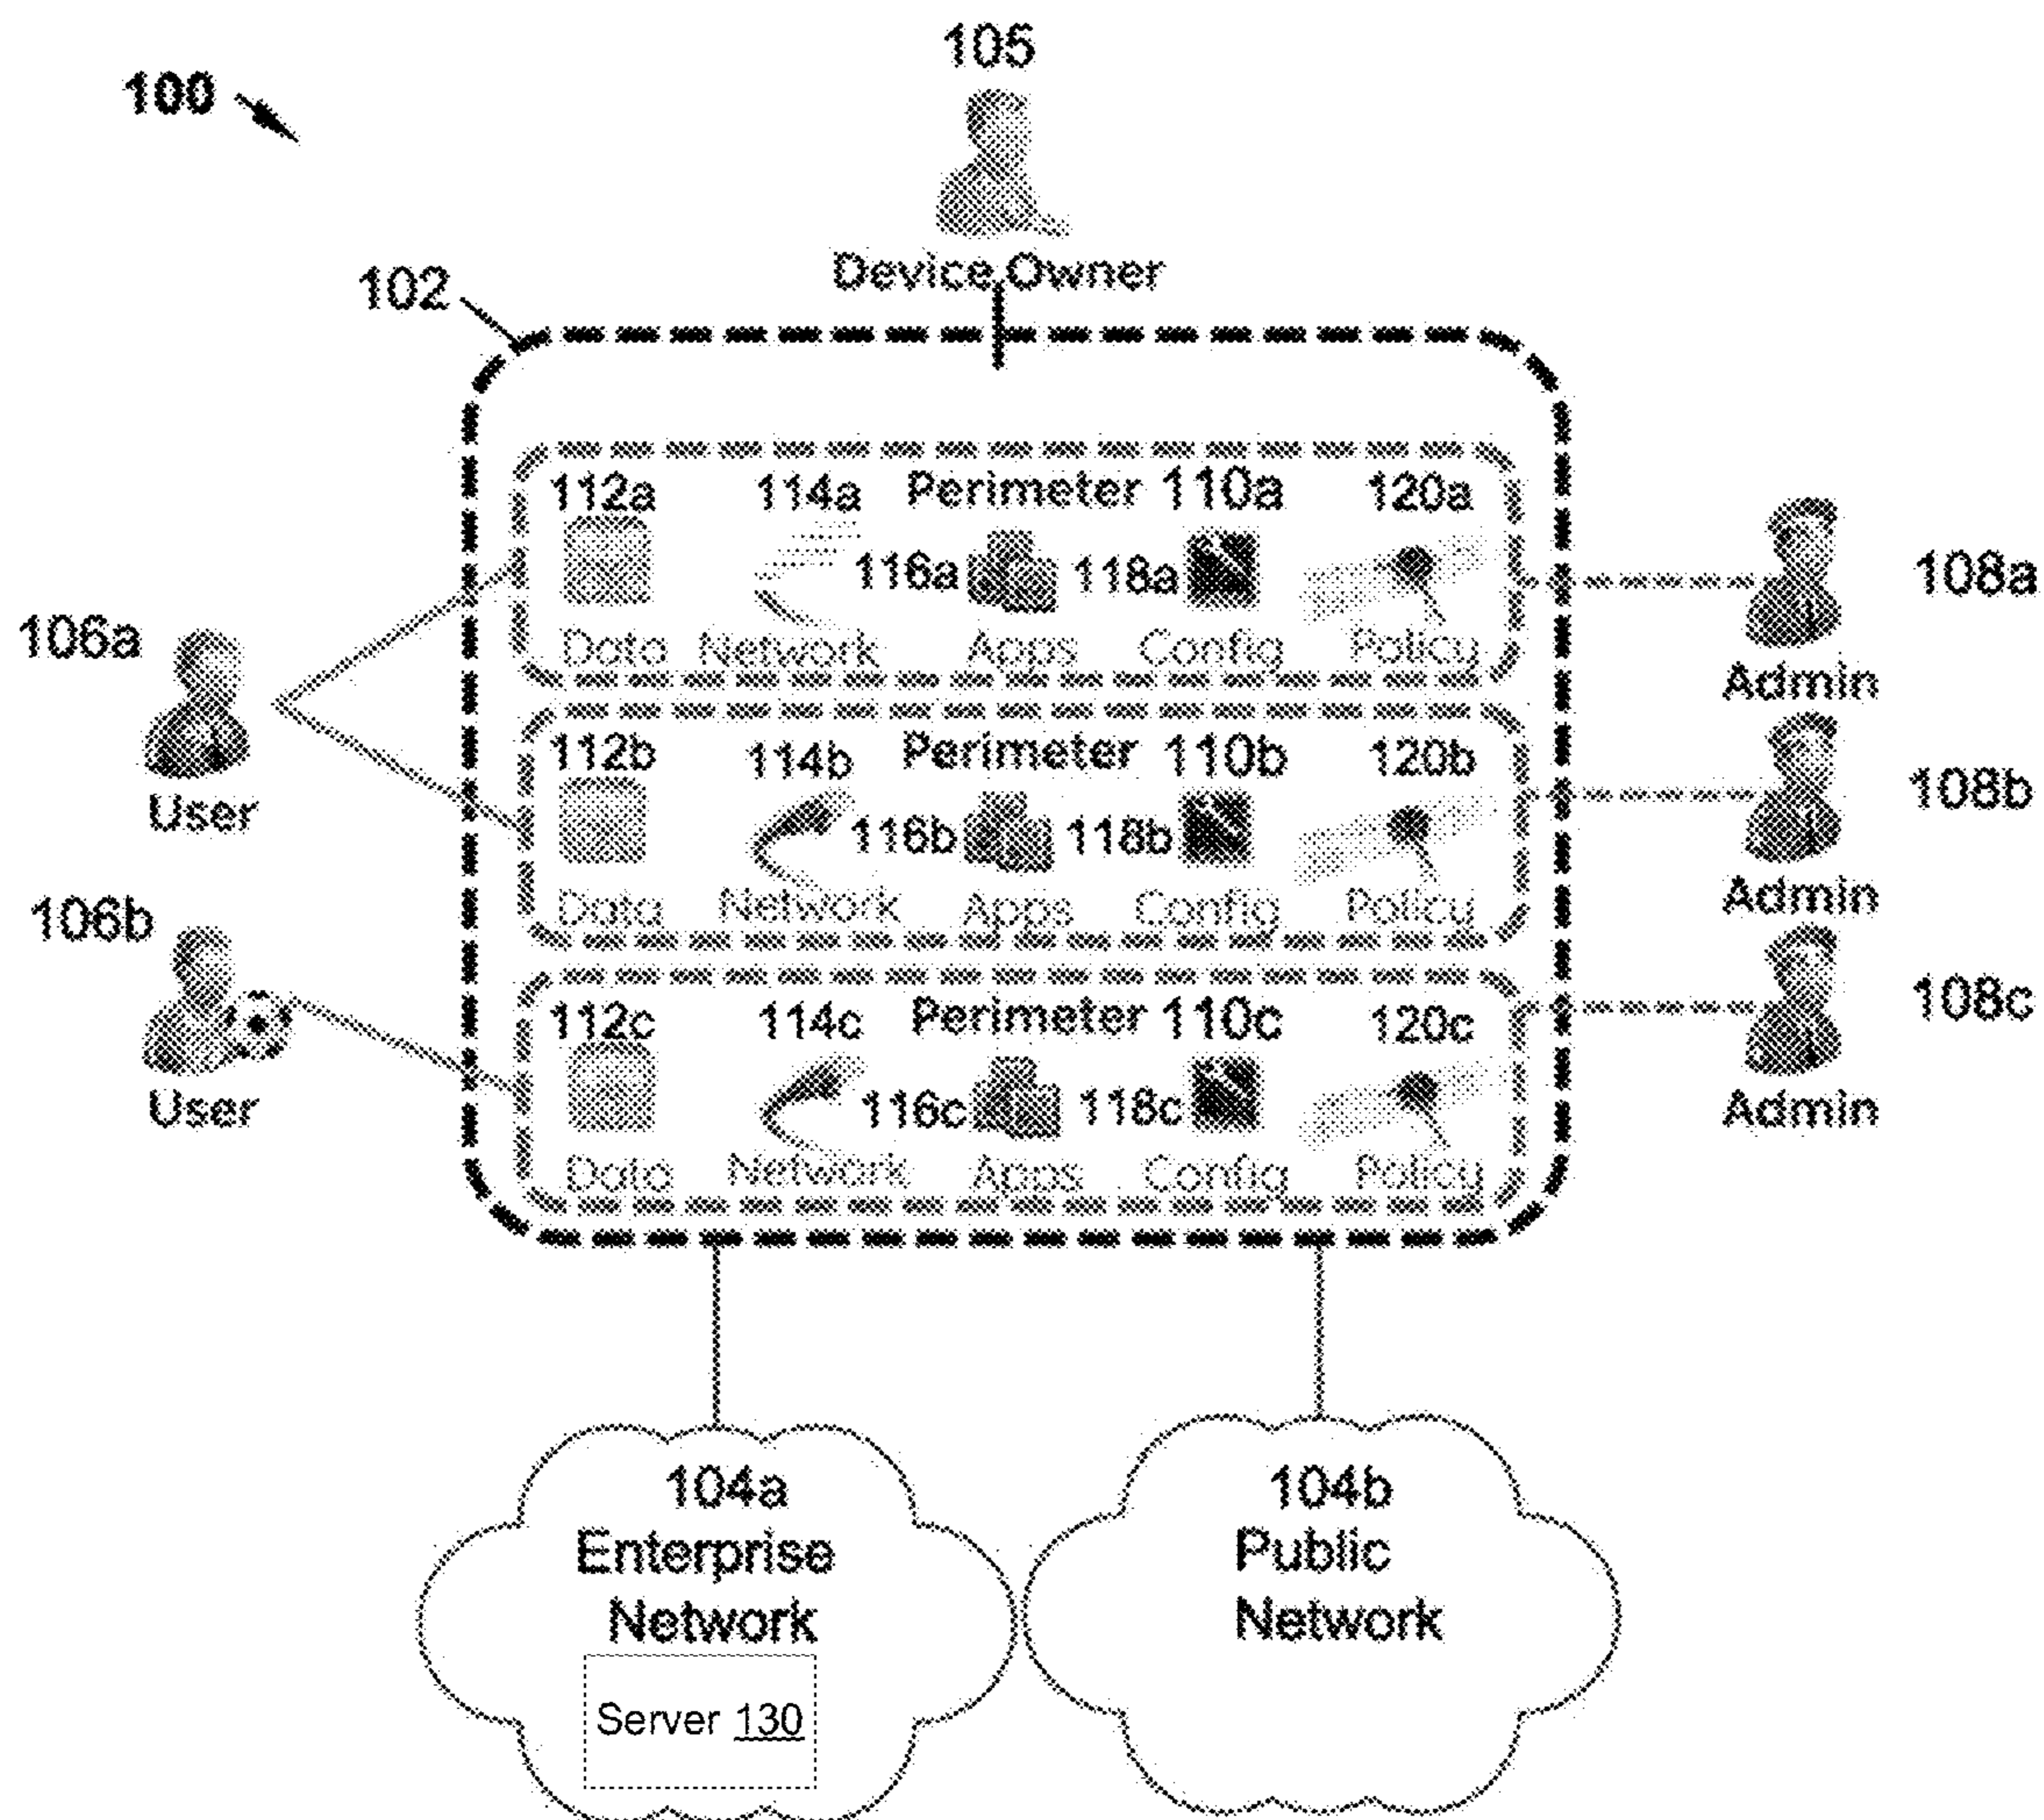 105
100
Device Owner
102
112a 114a Perimeter 110a 120a
116a 118a
Data Network Apps Config Policy
108a
Admin
106a
User
112b 114b Perimeter 110b 120b
116b 118b
Data Network Apps Config Policy
108b
Admin
106b
User
112c 114c Perimeter 110c 120c
116c 118c
Data Network Apps Config Policy
108c
Admin
104a
Enterprise
Network
Server 130
104b
Public
Network